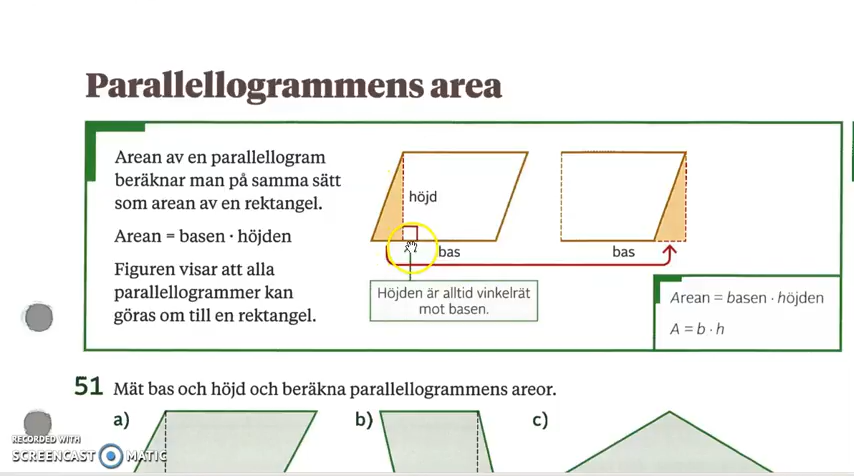 Parallellogrammens area
Arean av en parallellogram
beräknar man på samma sätt
som arean av en rektangel.
Arean = basen · höjden
Figuren visar att alla
parallellogrammer kan
göras om till en rektangel.
höjd
bas
bas
Höjden är alltid vinkelrät
mot basen.
Arean = basen · höjden
A = b · h
51 Mät bas och höjd och beräkna parallellogrammens areor.
a)
b)
c)
RECORDED WITH
SCREENCAST MATIC